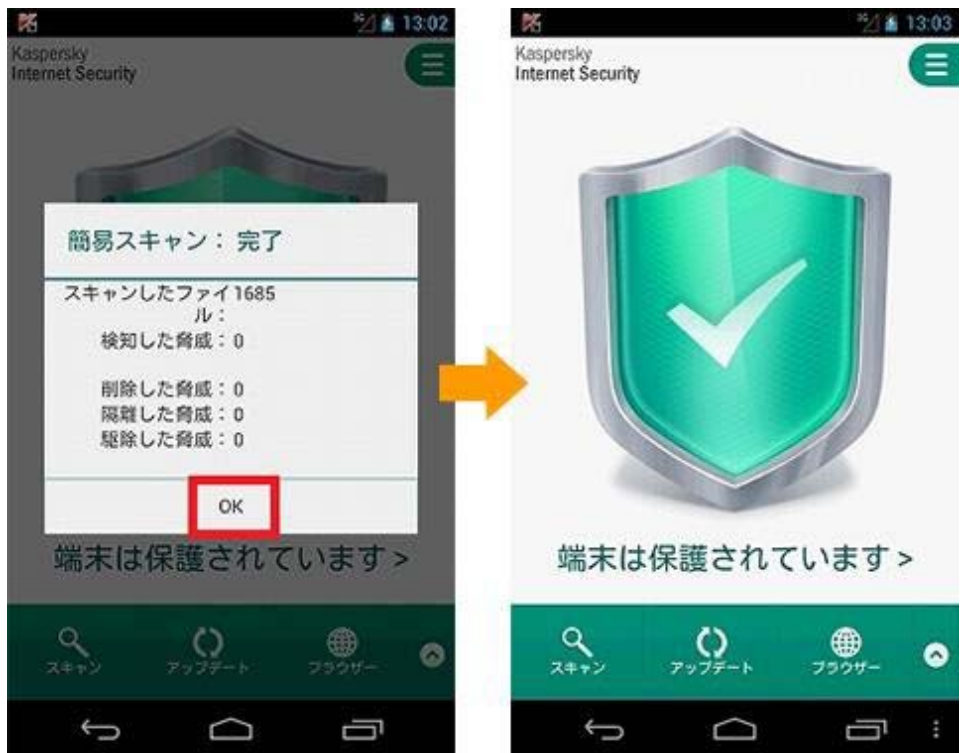 13:02
Kaspersky
Internet Security
簡易スキャン： 完了
スキャンしたファイ 1685
ル：
検知した脅威： 0
削除した脅威： 0
隔離した脅威： 0
駆除した脅威： 0
OK
端末は保護されています >
スキャン アップデート ブラウザー
13:03
Kaspersky
Internet Security
端末は保護されています >
スキャン アップデート ブラウザー